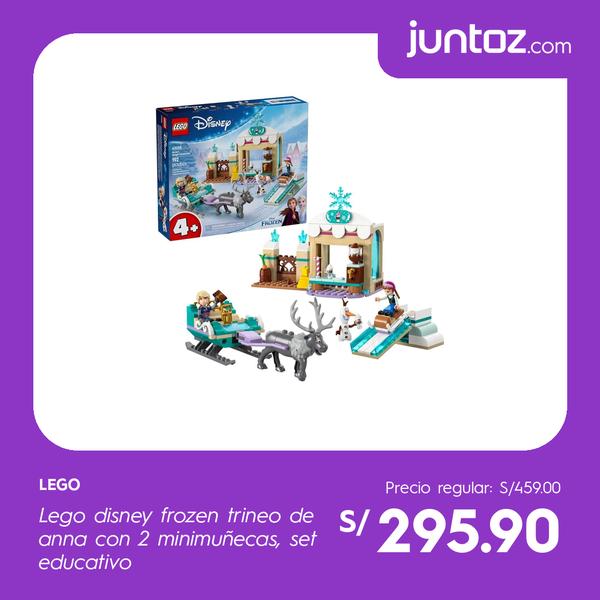 juntoz.com
LEGO
Disney
4+
FROZEN
LEGO
Precio regular: S/459.00
Lego disney frozen trineo de
anna con 2 minimuñecas, set
educativo
S/ 295.90